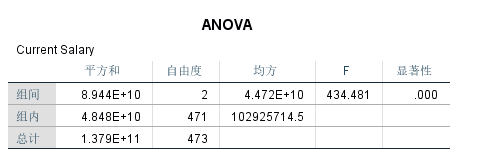 ANOVA
Current Salary
平方和 自由度 均方 F 显著性
组间 8.944E+10 2 4.472E+10 434.481 .000
组内 4.848E+10 471 102925714.5
总计 1.379E+11 473